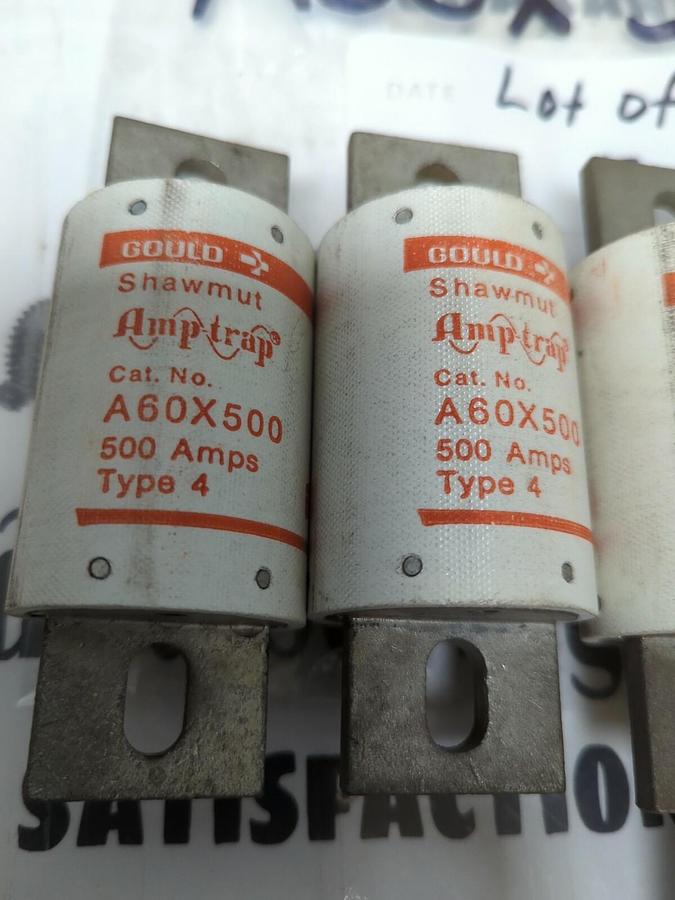 DATE
Lot of
GOULD
Shawmut
Amp-trap®
Cat. No.
A60X500
500 Amps
Type 4
GOULD
Shawmut
Amp-trap®
Cat. No.
A60X500
500 Amps
Type 4
SATISFACTION